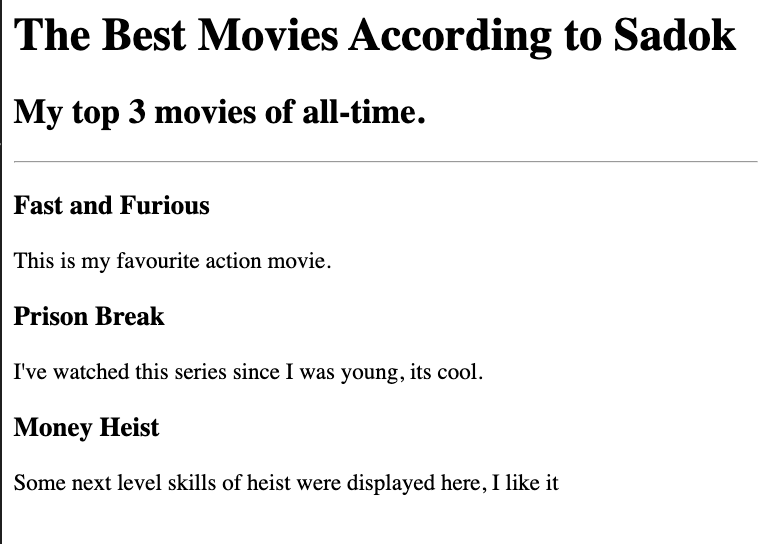 The Best Movies According to Sadok
My top 3 movies of all-time.
Fast and Furious
This is my favourite action movie.
Prison Break
I've watched this series since I was young, its cool.
Money Heist
Some next level skills of heist were displayed here, I like it